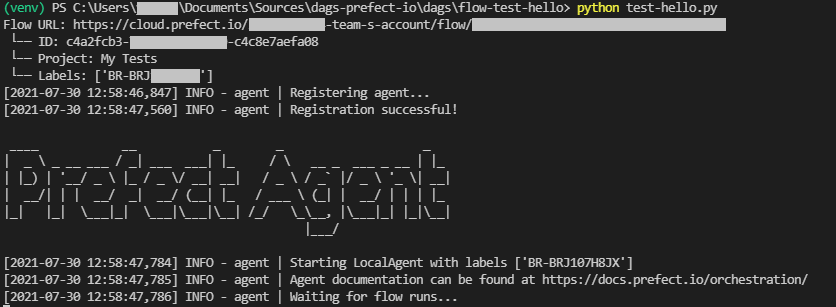 (venv) PS C:\Users\ \Documents\Sources\dags-prefect-io\dags\flow-test-hello> python test-hello.py
Flow URL: https://cloud.prefect.io/ -team-s-account/flow/
└── ID: c4a2fcb3- -c4c8e7aefa08
└── Project: My Tests
└── Labels: ['BR-BRJ ']
[2021-07-30 12:58:46,847] INFO - agent | Registering agent...
[2021-07-30 12:58:47,560] INFO - agent | Registration successful!
Prefect Agent
[2021-07-30 12:58:47,784] INFO - agent | Starting LocalAgent with labels ['BR-BRJ107H8JX']
[2021-07-30 12:58:47,785] INFO - agent | Agent documentation can be found at https://docs.prefect.io/orchestration/
[2021-07-30 12:58:47,786] INFO - agent | Waiting for flow runs...